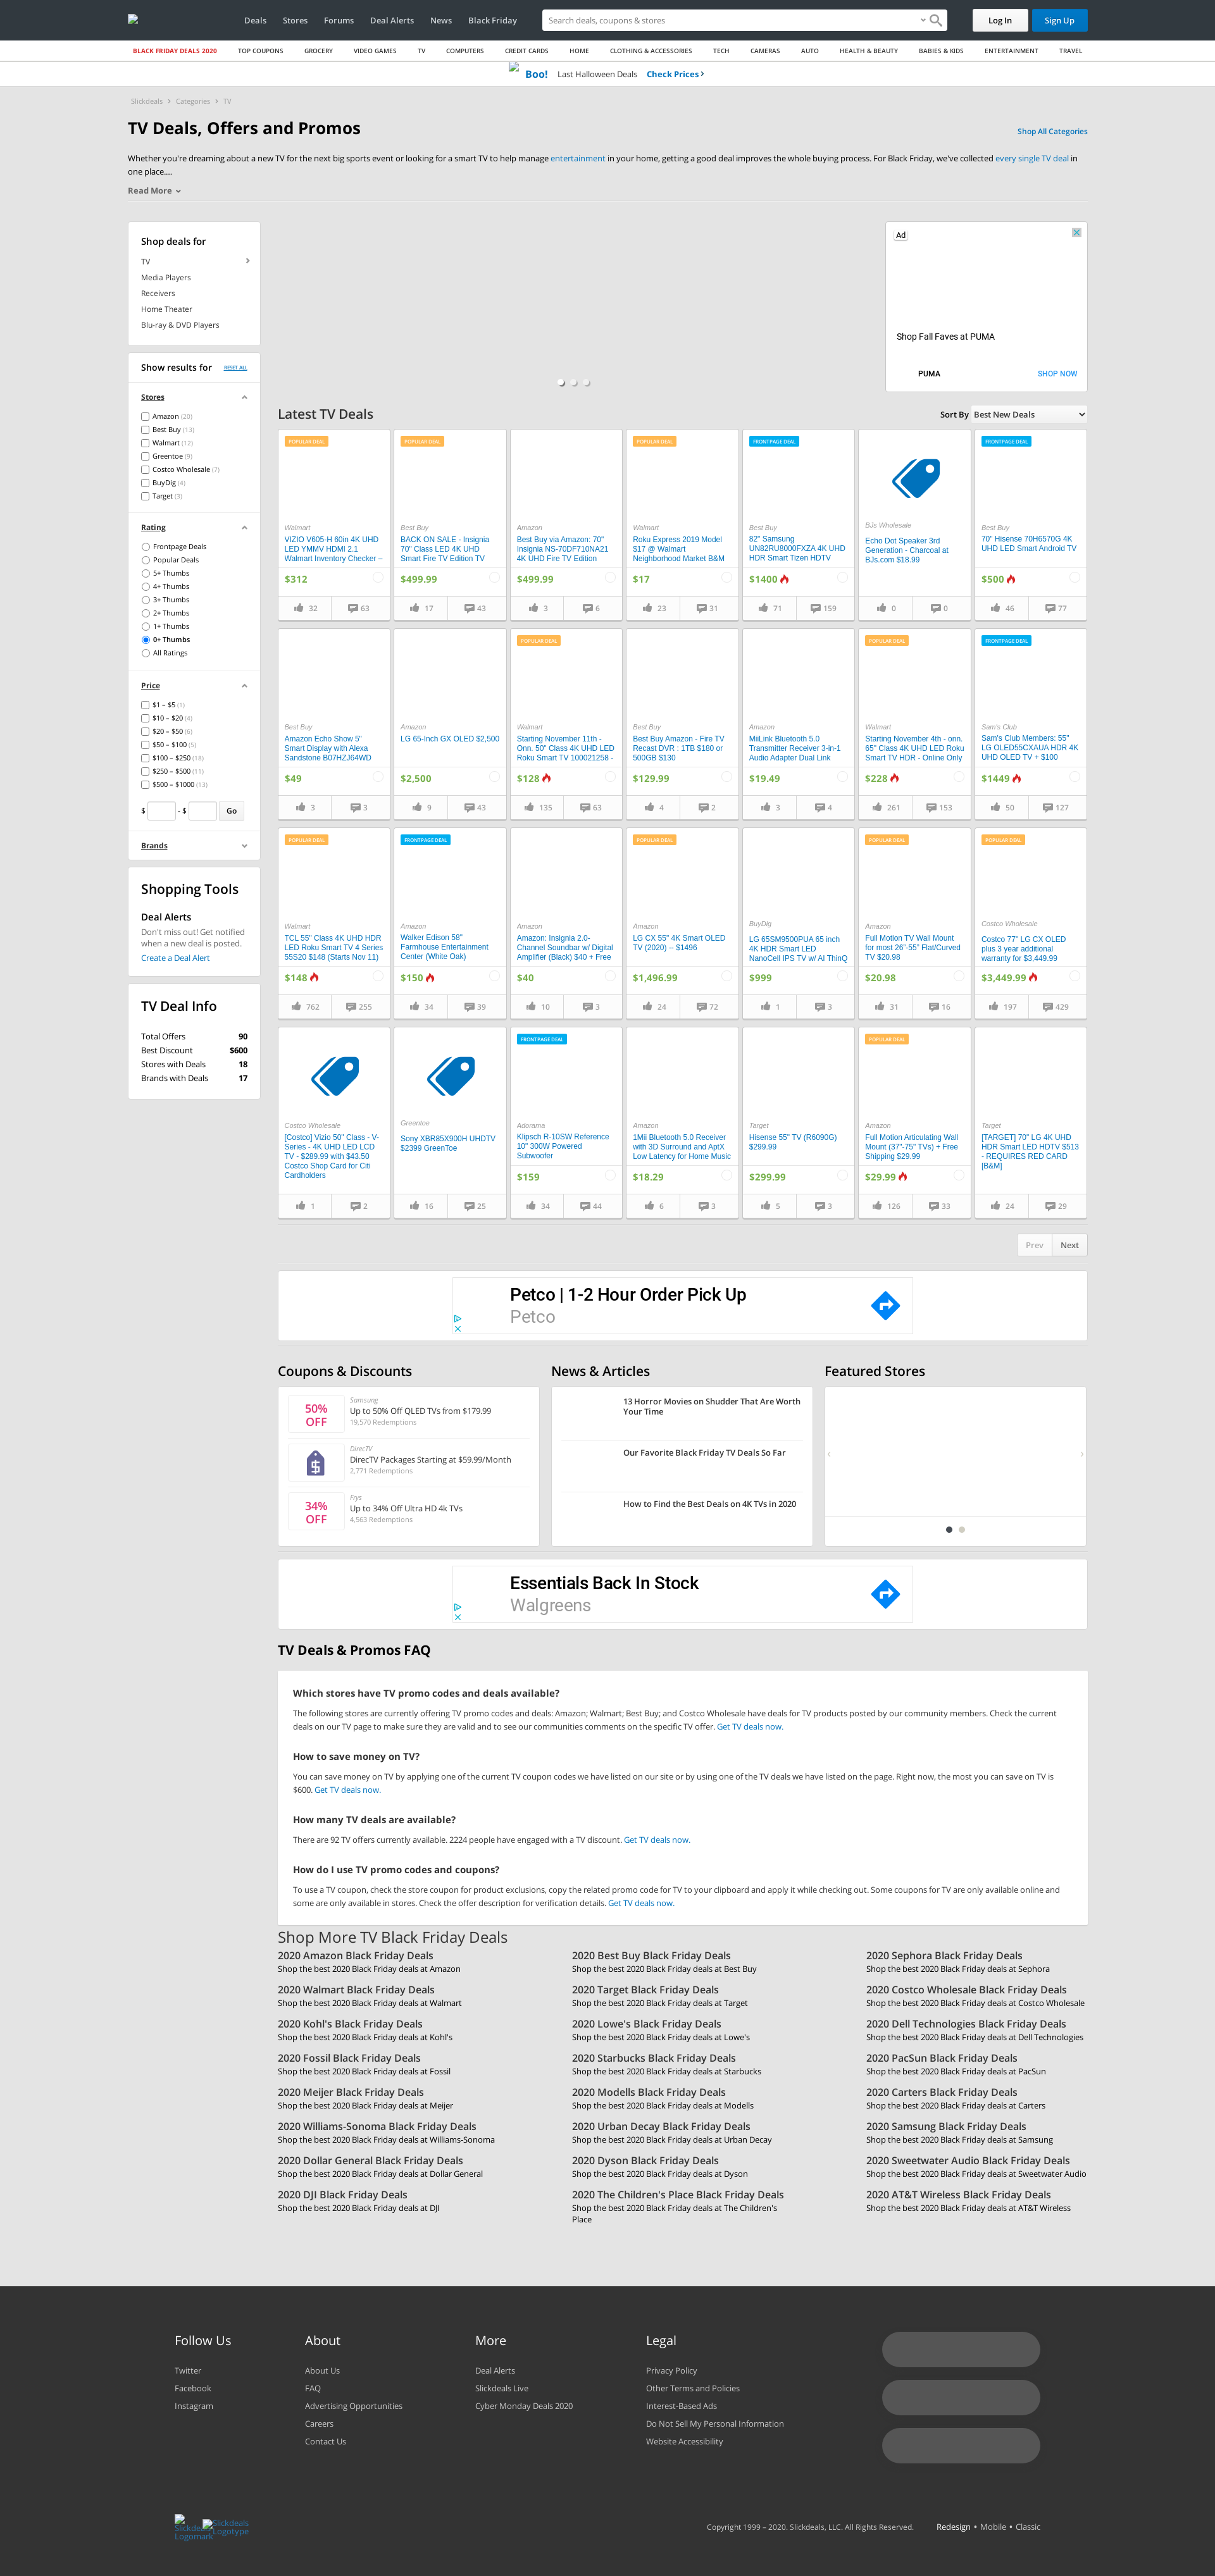 Deals
Stores
Forums
Deal Alerts
News
Black Friday
Search deals, coupons & stores
Log In
Sign Up
BLACK FRIDAY DEALS 2020
TOP COUPONS
GROCERY
VIDEO GAMES
TV
COMPUTERS
CREDIT CARDS
HOME
CLOTHING & ACCESSORIES
TECH
CAMERAS
AUTO
HEALTH & BEAUTY
BABIES & KIDS
ENTERTAINMENT
TRAVEL
Boo! Last Halloween Deals Check Prices
Slickdeals > Categories > TV
TV Deals, Offers and Promos
Shop All Categories
Whether you're dreaming about a new TV for the next big sports event or looking for a smart TV to help manage entertainment in your home, getting a good deal improves the whole buying process. For Black Friday, we've collected every single TV deal in
one place....
Read More
Shop deals for
TV
Media Players
Receivers
Home Theater
Blu-ray & DVD Players
Show results for
RESET ALL
Stores
Amazon (20)
Best Buy (13)
Walmart (12)
Greentoe (9)
Costco Wholesale (7)
BuyDig (4)
Target (3)
Rating
Frontpage Deals
Popular Deals
5+ Thumbs
4+ Thumbs
3+ Thumbs
2+ Thumbs
1+ Thumbs
0+ Thumbs
All Ratings
Price
$1 – $5 (1)
$10 – $20 (4)
$20 – $50 (6)
$50 – $100 (5)
$100 – $250 (18)
$250 – $500 (11)
$500 – $1000 (13)
$ - $ Go
Brands
Shopping Tools
Deal Alerts
Don't miss out! Get notified
when a new deal is posted.
Create a Deal Alert
TV Deal Info
Total Offers 90
Best Discount $600
Stores with Deals 18
Brands with Deals 17
Ad
Shop Fall Faves at PUMA
PUMA
SHOP NOW
Latest TV Deals
Sort By Best New Deals
POPULAR DEAL
Walmart
VIZIO V605-H 60in 4K UHD
LED YMMV HDMI 2.1
Walmart Inventory Checker –
$312
32 63
POPULAR DEAL
Best Buy
BACK ON SALE - Insignia
70" Class LED 4K UHD
Smart Fire TV Edition TV
$499.99
17 43
Amazon
Best Buy via Amazon: 70"
Insignia NS-70DF710NA21
4K UHD Fire TV Edition
$499.99
3 6
POPULAR DEAL
Walmart
Roku Express 2019 Model
$17 @ Walmart
Neighborhood Market B&M
$17
23 31
FRONTPAGE DEAL
Best Buy
82" Samsung
UN82RU8000FXZA 4K UHD
HDR Smart Tizen HDTV
$1400
71 159
BJs Wholesale
Echo Dot Speaker 3rd
Generation - Charcoal at
BJs.com $18.99
0 0
FRONTPAGE DEAL
Best Buy
70" Hisense 70H6570G 4K
UHD LED Smart Android TV
$500
46 77
Best Buy
Amazon Echo Show 5"
Smart Display with Alexa
Sandstone B07HZJ64WD
$49
3 3
Amazon
LG 65-Inch GX OLED $2,500
$2,500
9 43
POPULAR DEAL
Walmart
Starting November 11th -
Onn. 50" Class 4K UHD LED
Roku Smart TV 100021258 -
$128
135 63
Best Buy
Best Buy Amazon - Fire TV
Recast DVR : 1TB $180 or
500GB $130
$129.99
4 2
Amazon
MiiLink Bluetooth 5.0
Transmitter Receiver 3-in-1
Audio Adapter Dual Link
$19.49
3 4
POPULAR DEAL
Walmart
Starting November 4th - onn.
65" Class 4K UHD LED Roku
Smart TV HDR - Online Only
$228
261 153
FRONTPAGE DEAL
Sam's Club
Sam's Club Members: 55"
LG OLED55CXAUA HDR 4K
UHD OLED TV + $100
$1449
50 127
POPULAR DEAL
Walmart
TCL 55" Class 4K UHD HDR
LED Roku Smart TV 4 Series
55S20 $148 (Starts Nov 11)
$148
762 255
FRONTPAGE DEAL
Amazon
Walker Edison 58"
Farmhouse Entertainment
Center (White Oak)
$150
34 39
Amazon
Amazon: Insignia 2.0-
Channel Soundbar w/ Digital
Amplifier (Black) $40 + Free
$40
10 3
POPULAR DEAL
Amazon
LG CX 55" 4K Smart OLED
TV (2020) -- $1496
$1,496.99
24 72
BuyDig
LG 65SM9500PUA 65 inch
4K HDR Smart LED
NanoCell IPS TV w/ AI ThinQ
$999
1 3
POPULAR DEAL
Amazon
Full Motion TV Wall Mount
for most 26"-55" Flat/Curved
TV $20.98
$20.98
31 16
POPULAR DEAL
Costco Wholesale
Costco 77" LG CX OLED
plus 3 year additional
warranty for $3,449.99
$3,449.99
197 429
Costco Wholesale
[Costco] Vizio 50" Class - V-
Series - 4K UHD LED LCD
TV - $289.99 with $43.50
Costco Shop Card for Citi
Cardholders
1 2
Greentoe
Sony XBR85X900H UHDTV
$2399 GreenToe
16 25
FRONTPAGE DEAL
Adorama
Klipsch R-10SW Reference
10" 300W Powered
Subwoofer
$159
34 44
Amazon
1Mii Bluetooth 5.0 Receiver
with 3D Surround and AptX
Low Latency for Home Music
$18.29
6 3
Target
Hisense 55" TV (R6090G)
$299.99
$299.99
5 3
POPULAR DEAL
Amazon
Full Motion Articulating Wall
Mount (37"-75" TVs) + Free
Shipping $29.99
$29.99
126 33
Target
[TARGET] 70" LG 4K UHD
HDR Smart LED HDTV $513
- REQUIRES RED CARD
[B&M]
24 29
Prev Next
Petco | 1-2 Hour Order Pick Up
Petco
Coupons & Discounts
50%
OFF
Samsung
Up to 50% Off QLED TVs from $179.99
19,570 Redemptions
DirecTV
DirecTV Packages Starting at $59.99/Month
2,771 Redemptions
34%
OFF
Frys
Up to 34% Off Ultra HD 4k TVs
4,563 Redemptions
News & Articles
13 Horror Movies on Shudder That Are Worth
Your Time
Our Favorite Black Friday TV Deals So Far
How to Find the Best Deals on 4K TVs in 2020
Featured Stores
Essentials Back In Stock
Walgreens
TV Deals & Promos FAQ
Which stores have TV promo codes and deals available?
The following stores are currently offering TV promo codes and deals: Amazon; Walmart; Best Buy; and Costco Wholesale have deals for TV products posted by our community members. Check the current
deals on our TV page to make sure they are valid and to see our communities comments on the specific TV offer. Get TV deals now.
How to save money on TV?
You can save money on TV by applying one of the current TV coupon codes we have listed on our site or by using one of the TV deals we have listed on the page. Right now, the most you can save on TV is
$600. Get TV deals now.
How many TV deals are available?
There are 92 TV offers currently available. 2224 people have engaged with a TV discount. Get TV deals now.
How do I use TV promo codes and coupons?
To use a TV coupon, check the store coupon for product exclusions, copy the related promo code for TV to your clipboard and apply it while checking out. Some coupons for TV are only available online and
some are only available in stores. Check the offer description for verification details. Get TV deals now.
Shop More TV Black Friday Deals
2020 Amazon Black Friday Deals
Shop the best 2020 Black Friday deals at Amazon
2020 Best Buy Black Friday Deals
Shop the best 2020 Black Friday deals at Best Buy
2020 Sephora Black Friday Deals
Shop the best 2020 Black Friday deals at Sephora
2020 Walmart Black Friday Deals
Shop the best 2020 Black Friday deals at Walmart
2020 Target Black Friday Deals
Shop the best 2020 Black Friday deals at Target
2020 Costco Wholesale Black Friday Deals
Shop the best 2020 Black Friday deals at Costco Wholesale
2020 Kohl's Black Friday Deals
Shop the best 2020 Black Friday deals at Kohl's
2020 Lowe's Black Friday Deals
Shop the best 2020 Black Friday deals at Lowe's
2020 Dell Technologies Black Friday Deals
Shop the best 2020 Black Friday deals at Dell Technologies
2020 Fossil Black Friday Deals
Shop the best 2020 Black Friday deals at Fossil
2020 Starbucks Black Friday Deals
Shop the best 2020 Black Friday deals at Starbucks
2020 PacSun Black Friday Deals
Shop the best 2020 Black Friday deals at PacSun
2020 Meijer Black Friday Deals
Shop the best 2020 Black Friday deals at Meijer
2020 Modells Black Friday Deals
Shop the best 2020 Black Friday deals at Modells
2020 Carters Black Friday Deals
Shop the best 2020 Black Friday deals at Carters
2020 Williams-Sonoma Black Friday Deals
Shop the best 2020 Black Friday deals at Williams-Sonoma
2020 Urban Decay Black Friday Deals
Shop the best 2020 Black Friday deals at Urban Decay
2020 Samsung Black Friday Deals
Shop the best 2020 Black Friday deals at Samsung
2020 Dollar General Black Friday Deals
Shop the best 2020 Black Friday deals at Dollar General
2020 Dyson Black Friday Deals
Shop the best 2020 Black Friday deals at Dyson
2020 Sweetwater Audio Black Friday Deals
Shop the best 2020 Black Friday deals at Sweetwater Audio
2020 DJI Black Friday Deals
Shop the best 2020 Black Friday deals at DJI
2020 The Children's Place Black Friday Deals
Shop the best 2020 Black Friday deals at The Children's
Place
2020 AT&T Wireless Black Friday Deals
Shop the best 2020 Black Friday deals at AT&T Wireless
Follow Us
Twitter
Facebook
Instagram
About
About Us
FAQ
Advertising Opportunities
Careers
Contact Us
More
Deal Alerts
Slickdeals Live
Cyber Monday Deals 2020
Legal
Privacy Policy
Other Terms and Policies
Interest-Based Ads
Do Not Sell My Personal Information
Website Accessibility
Slickdeals
Logomark
Slickdeals
Logotype
Copyright 1999 – 2020. Slickdeals, LLC. All Rights Reserved.
Redesign • Mobile • Classic